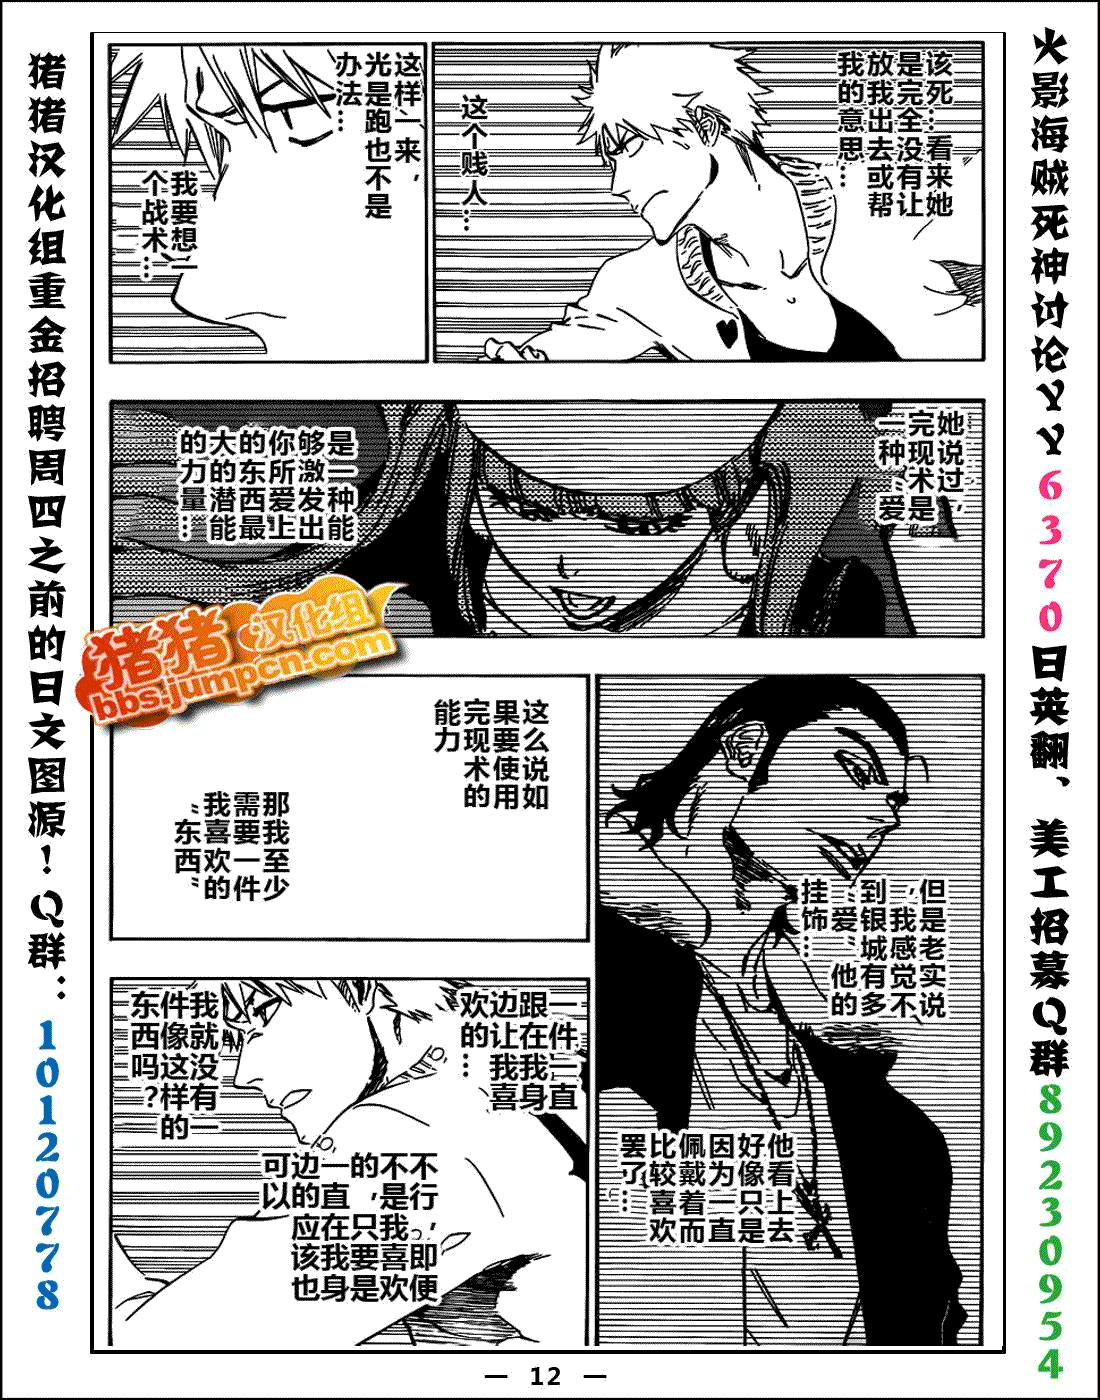 火影海贼死神讨论YY6370日英翻、美工招募Q群89230954
猪猪汉化组重金招聘周四之前的日文图源！Q群：101220778
该死…看来她
是完全没有让
放我出去或帮
我的意思…
这个贱人…
这样一来，
光是跑也不是
办法…
我要想一
个战术…
她说过，
完现术是
一种“爱”
是一种能
够激发出
你所爱上
的东西最
大的潜能
的力量…
但是老实说
，我感觉不
到银城有多
“爱”他的
挂饰…
他看上去
好像只是
因为一直
佩戴着而
比较喜欢
罢了…
这么说如
果要使用
完现术的
能力
那我至少
需要一件
我喜欢的
“东西”
一件一直
跟在我身
边让我喜
欢的…
我就没有一
件像这样的
东西吗？
不行，即便
不是我喜欢
的，只要是
一直在我身
边的应该也
可以
猪猪汉化组
bbs.jumpcn.com
— 12 —